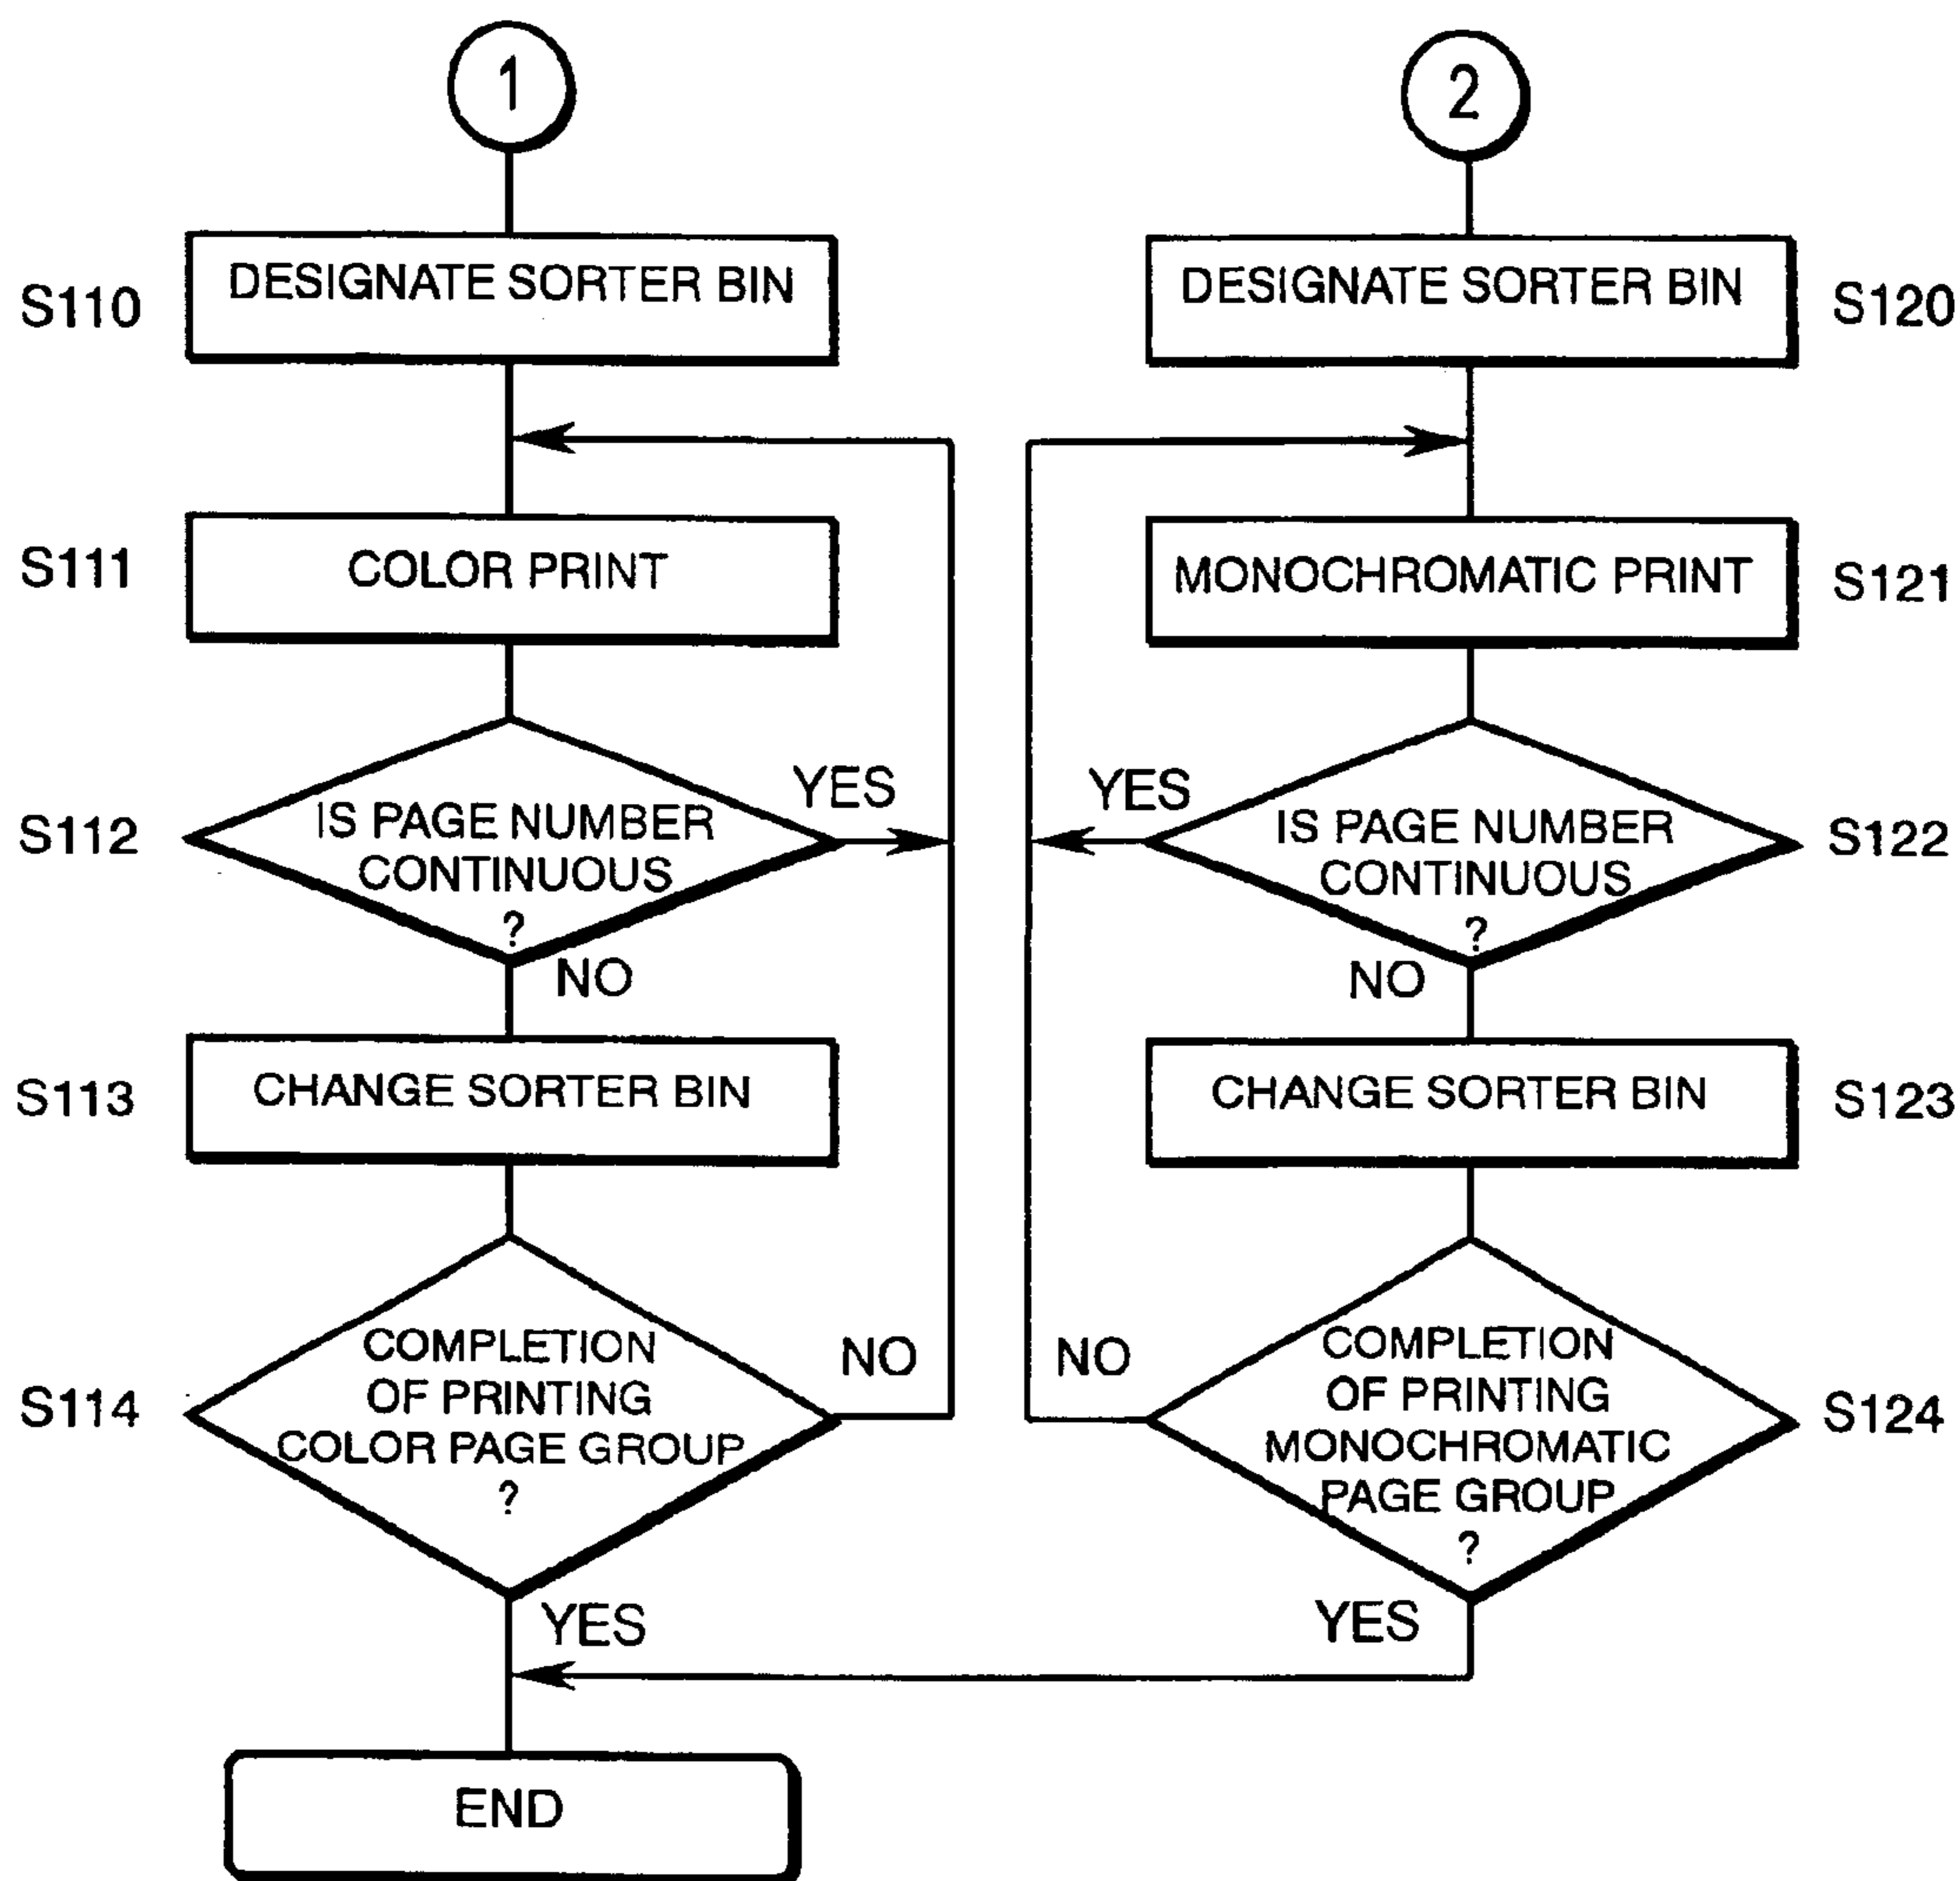 1
S110
DESIGNATE SORTER BIN
S111
COLOR PRINT
S112
IS PAGE NUMBER
CONTINUOUS
?
YES
NO
S113
CHANGE SORTER BIN
S114
COMPLETION
OF PRINTING
COLOR PAGE GROUP
?
NO
YES
END
2
DESIGNATE SORTER BIN
S120
MONOCHROMATIC PRINT
S121
YES
IS PAGE NUMBER
CONTINUOUS
?
S122
NO
CHANGE SORTER BIN
S123
NO
COMPLETION
OF PRINTING
MONOCHROMATIC
PAGE GROUP
?
S124
YES